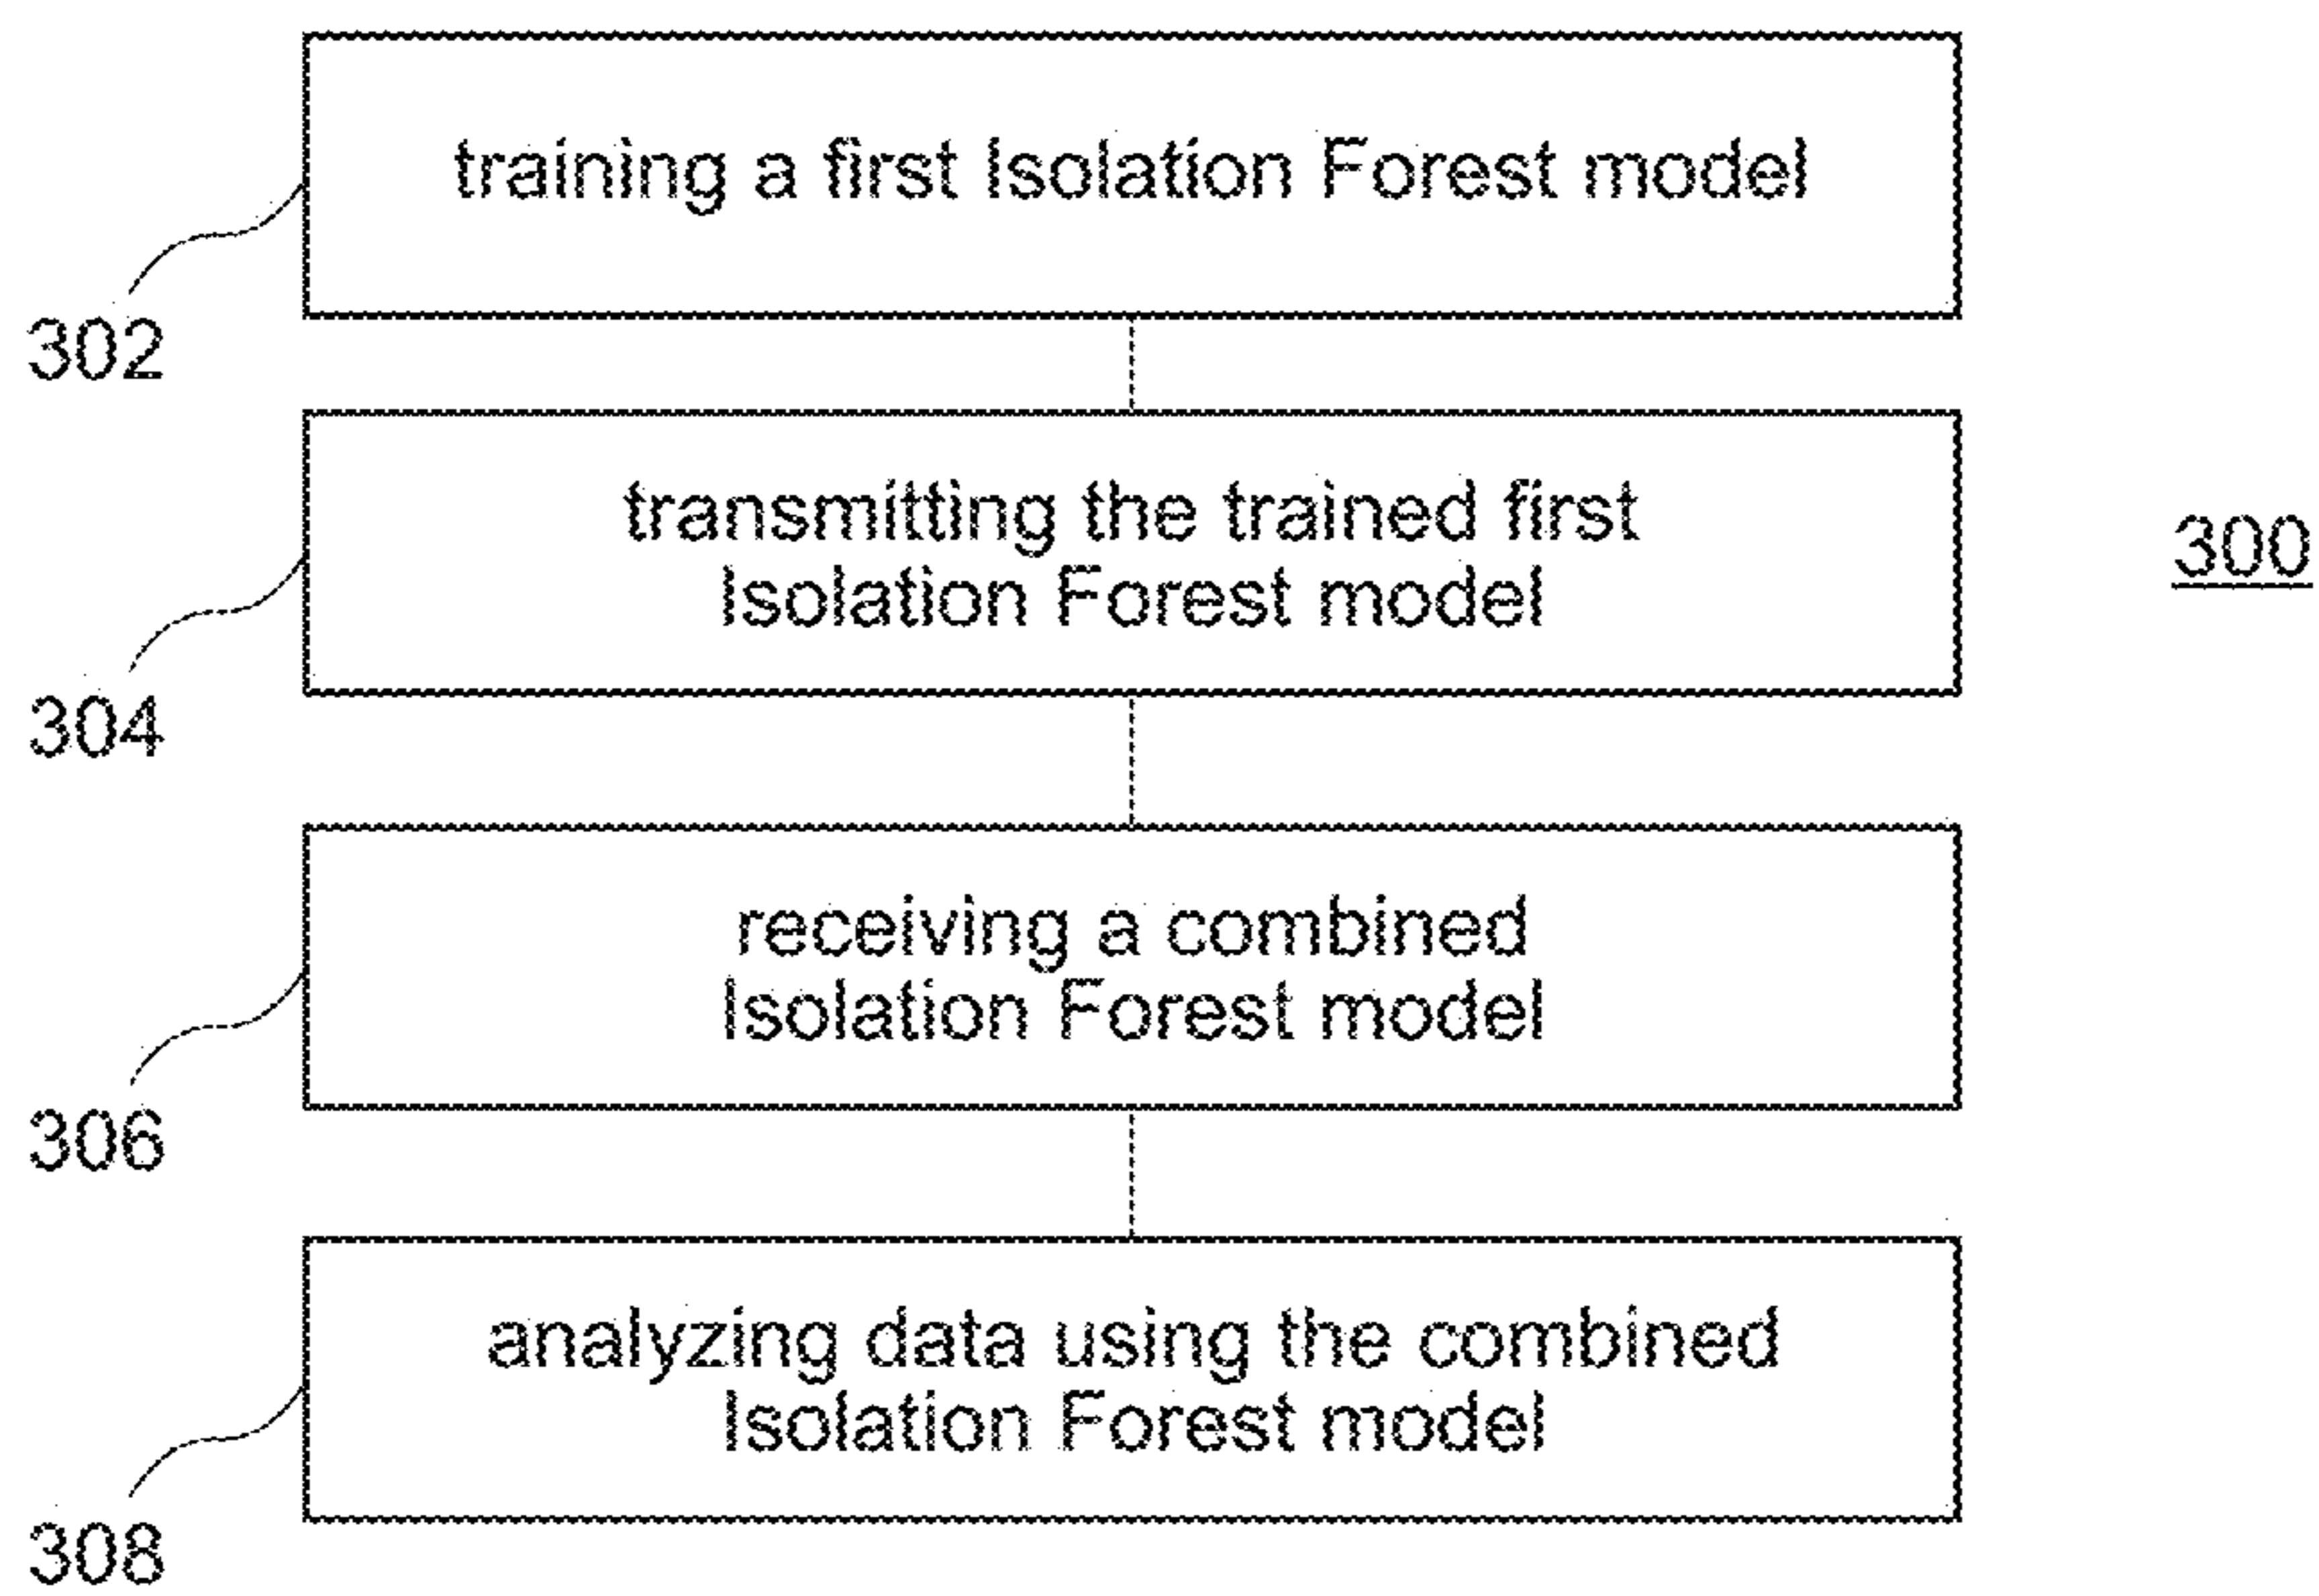 training a first Isolation Forest model
302
transmitting the trained first
Isolation Forest model
300
304
receiving a combined
Isolation Forest model
306
analyzing data using the combined
Isolation Forest model
308